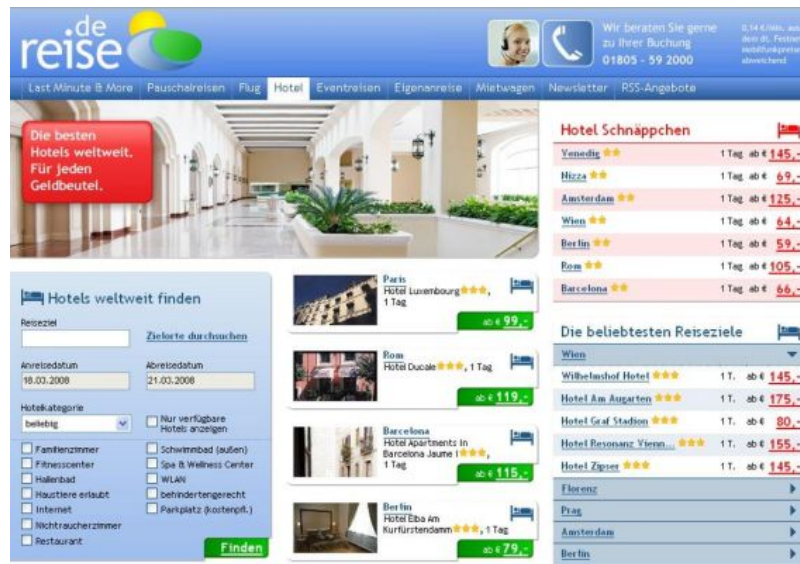 de
reise
Wir beraten Sie gerne
zu Ihrer Buchung
01805 - 59 2000
0,14 €/Min. aus
dem dt. Festnetz
abweichend
Last Minute & More Pauschalreisen Flug Hotel Eventreisen Eigenanreise Mietwagen Newsletter RSS-Angebote
Die besten
Hotels weltweit.
Für jeden
Geldbeutel.
Hotels weltweit finden
Reiseziel
Zielorte durchsuchen
Anreisedatum Abreisedatum
18.03.2008 21.03.2008
Hotelkategorie
beliebig
Nur verfügbare
Hotels anzeigen
Familienzimmer Schwimmbad (außen)
Fitnesscenter Spa & Wellness Center
Hallenbad WLAN
Haustiere erlaubt behindertengerecht
Internet Parkplatz (kostenpfl.)
Nichtraucherzimmer
Restaurant
Finden
Paris
Hotel Luxembourg,
1 Tag
ab € 99,-
Rom
Hotel Ducale, 1 Tag
ab € 119,-
Barcelona
Hotel Apartments In
Barcelona Jaume I,
1 Tag
ab € 115,-
Berlin
Hotel Elba Am
Kurfürstendamm, 1 Tag
ab € 79,-
Hotel Schnäppchen
Venedig 1 Tag ab € 145,-
Nizza 1 Tag ab € 69,-
Amsterdam 1 Tag ab € 125,-
Wien 1 Tag ab € 64,-
Berlin 1 Tag ab € 59,-
Rom 1 Tag ab € 105,-
Barcelona 1 Tag ab € 66,-
Die beliebtesten Reiseziele
Wien
Wilhelmshof Hotel 1 T. ab € 145,-
Hotel Am Augarten 1 T. ab € 175,-
Hotel Graf Stadion 1 T. ab € 80,-
Hotel Resonanz Vienn... 1 T. ab € 155,-
Hotel Zipser 1 T. ab € 145,-
Florenz
Prag
Amsterdam
Berlin